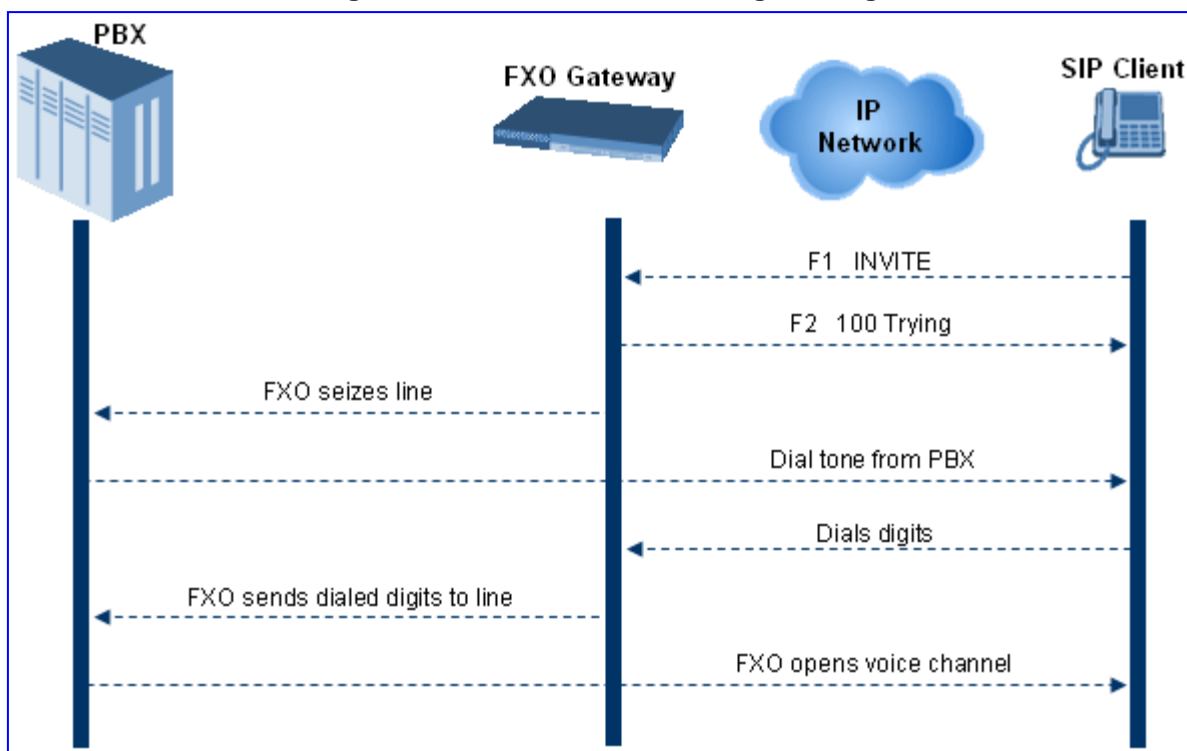 PBX
FXO Gateway
IP
Network
SIP Client
F1 INVITE
F2 100 Trying
FXO seizes line
Dial tone from PBX
Dials digits
FXO sends dialed digits to line
FXO opens voice channel